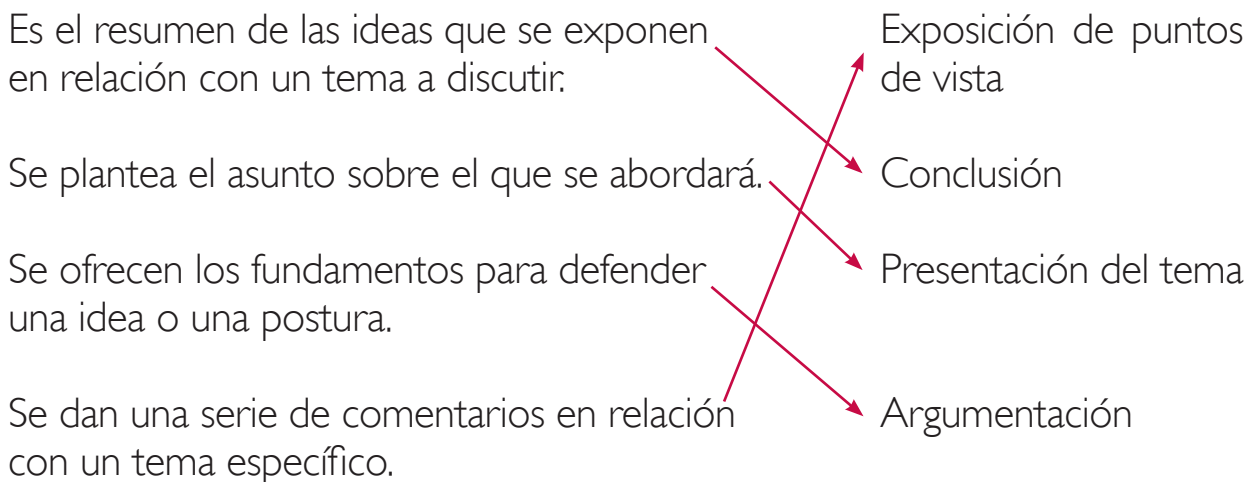 Es el resumen de las ideas que se exponen
en relación con un tema a discutir.
Se plantea el asunto sobre el que se abordará.
Se ofrecen los fundamentos para defender
una idea o una postura.
Se dan una serie de comentarios en relación
con un tema específico.
Exposición de puntos
de vista
Conclusión
Presentación del tema
Argumentación